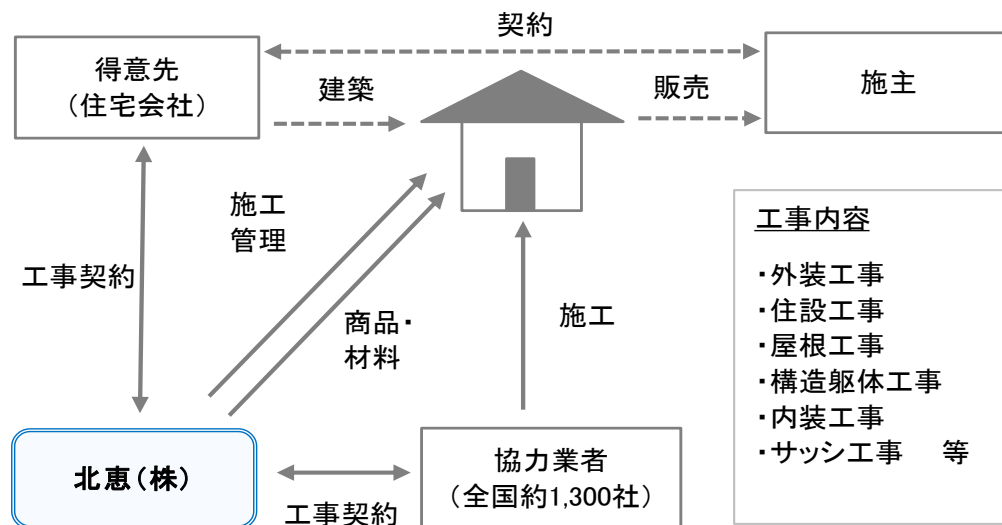 契約
得意先
（住宅会社）
建築
販売
施主
施工
管理
工事契約
商品・
材料
施工
工事内容
・外装工事
・住設工事
・屋根工事
・構造躯体工事
・内装工事
・サッシ工事　等
北恵（株）
工事契約
協力業者
（全国約1,300社）